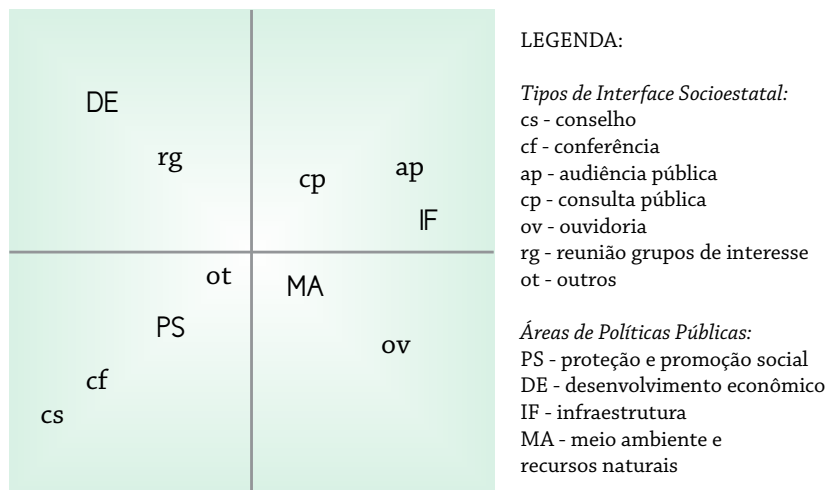 DE
rg
cp
ap
IF
ot
MA
PS
ov
cf
cs
LEGENDA:
Tipos de Interface Socioestatal:
cs - conselho
cf - conferência
ap - audiência pública
cp - consulta pública
ov - ouvidoria
rg - reunião grupos de interesse
ot - outros
Áreas de Políticas Públicas:
PS - proteção e promoção social
DE - desenvolvimento econômico
IF - infraestrutura
MA - meio ambiente e
recursos naturais